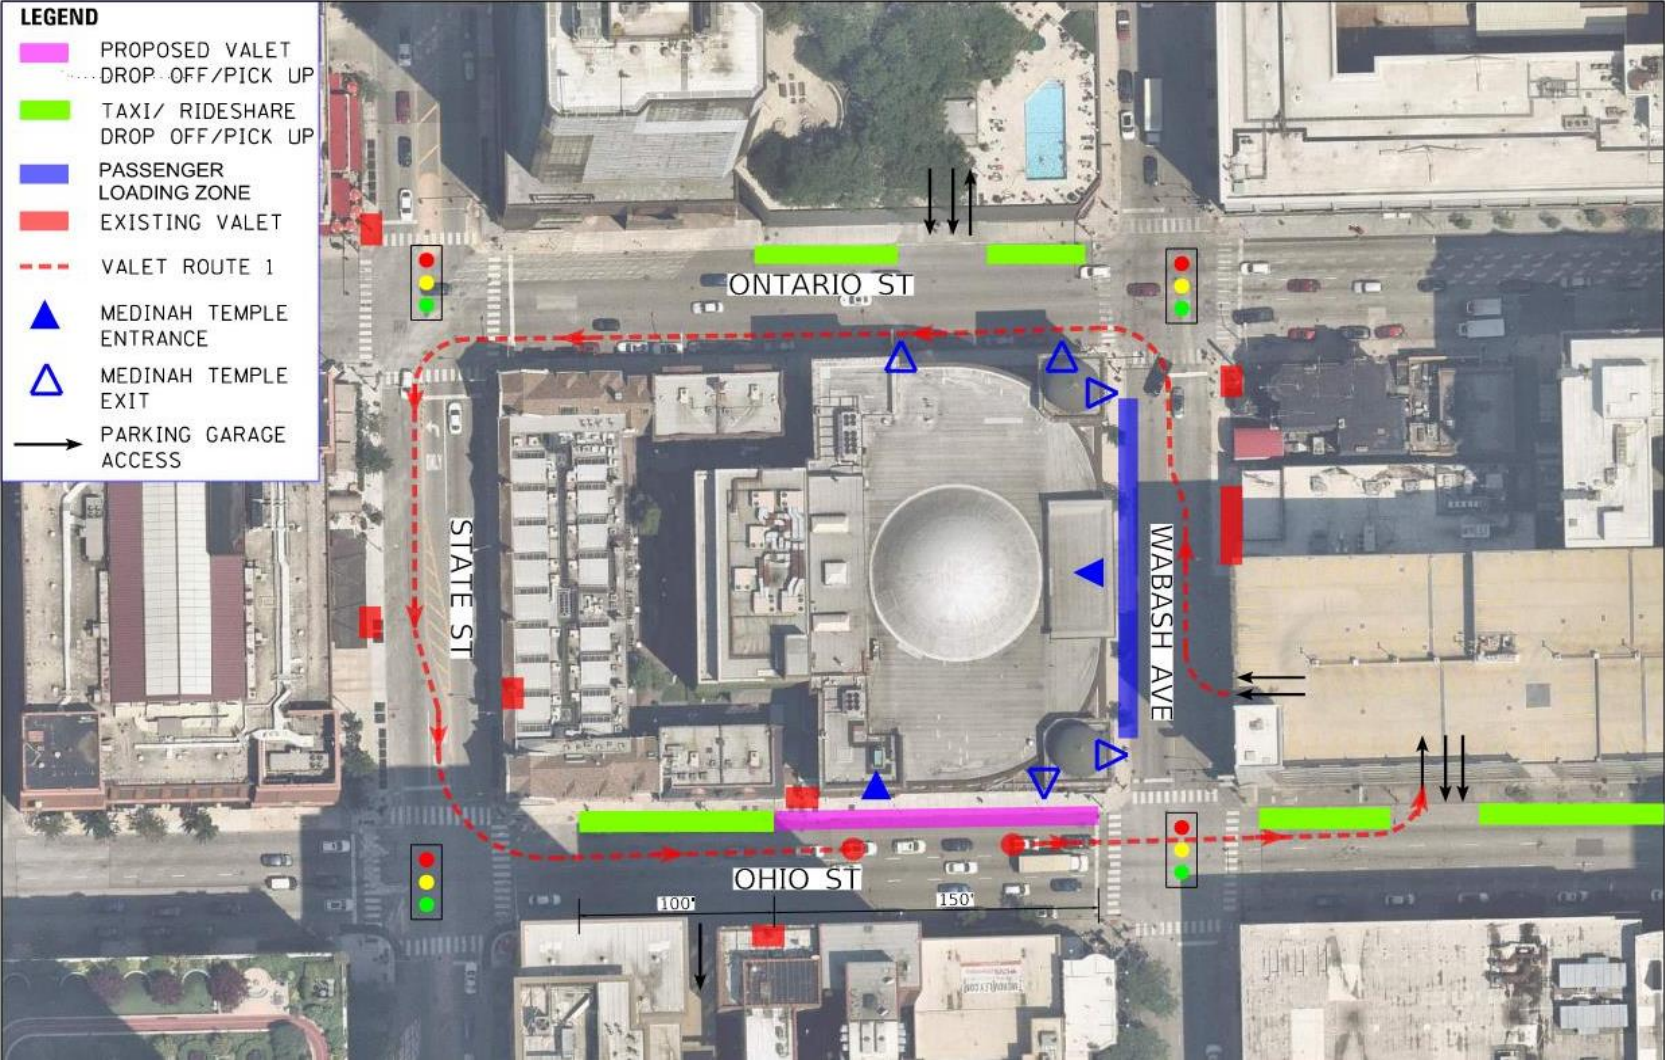 LEGEND
PROPOSED VALET
DROP OFF/PICK UP
TAXI/ RIDESHARE
DROP OFF/PICK UP
PASSENGER
LOADING ZONE
EXISTING VALET
VALET ROUTE 1
MEDINAH TEMPLE
ENTRANCE
MEDINAH TEMPLE
EXIT
PARKING GARAGE
ACCESS
ONTARIO ST
STATE ST
WABASH AVE
OHIO ST
100'
150'